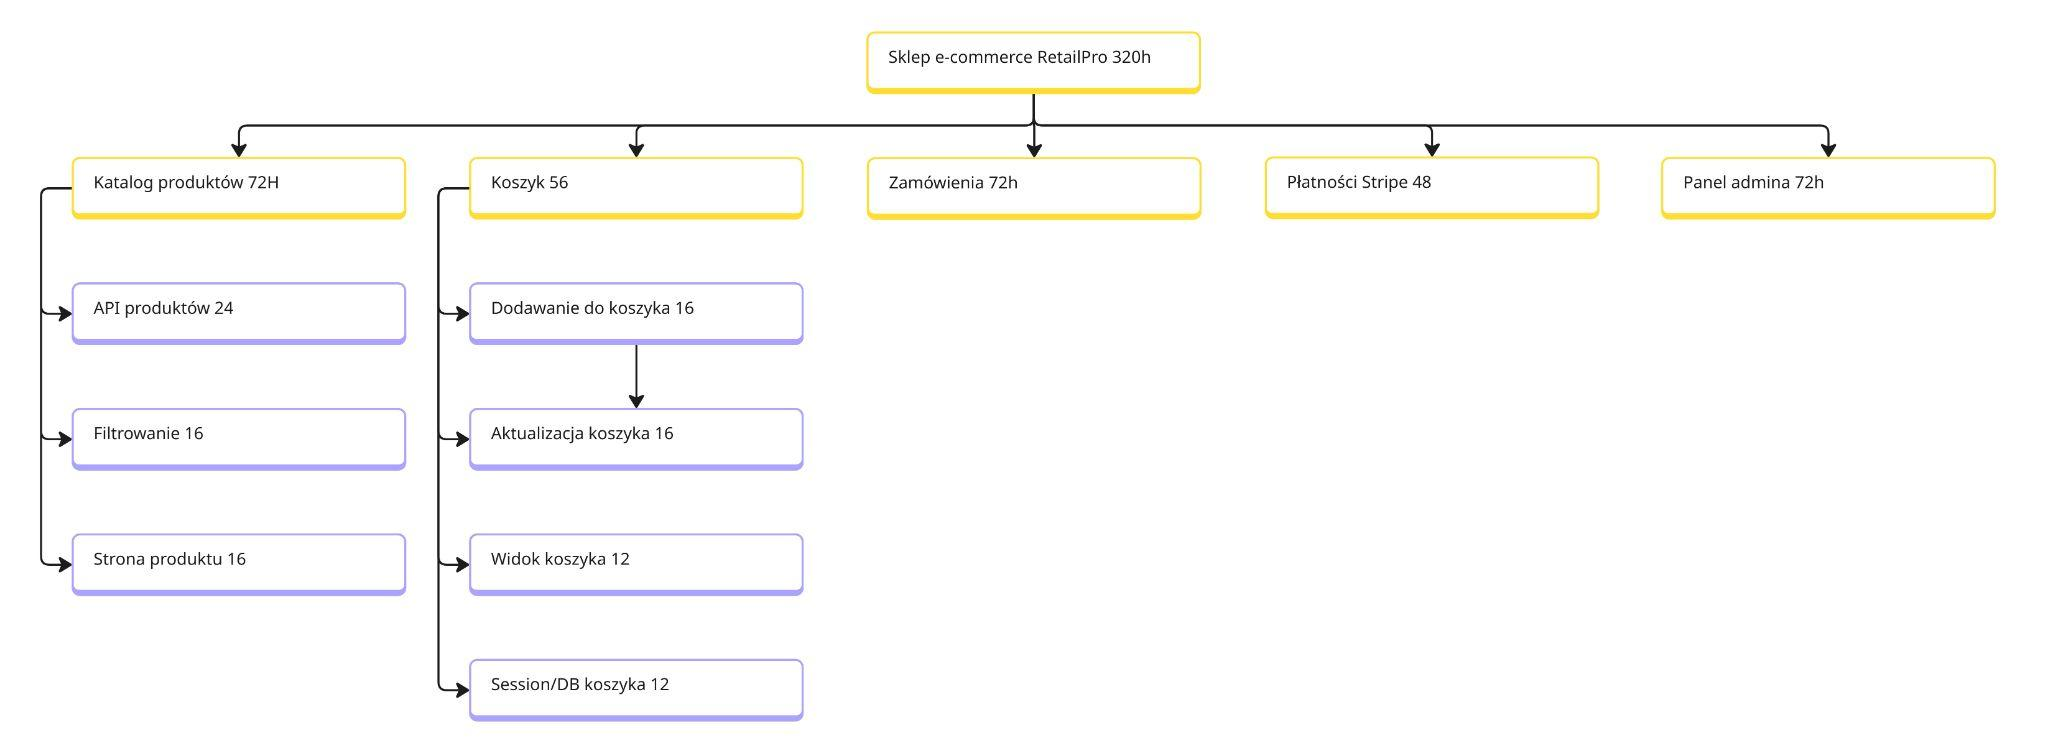 Sklep e-commerce RetailPro 320h
Katalog produktów 72H
Koszyk 56
Zamówienia 72h
Płatności Stripe 48
Panel admina 72h
API produktów 24
Dodawanie do koszyka 16
Filtrowanie 16
Aktualizacja koszyka 16
Strona produktu 16
Widok koszyka 12
Session/DB koszyka 12